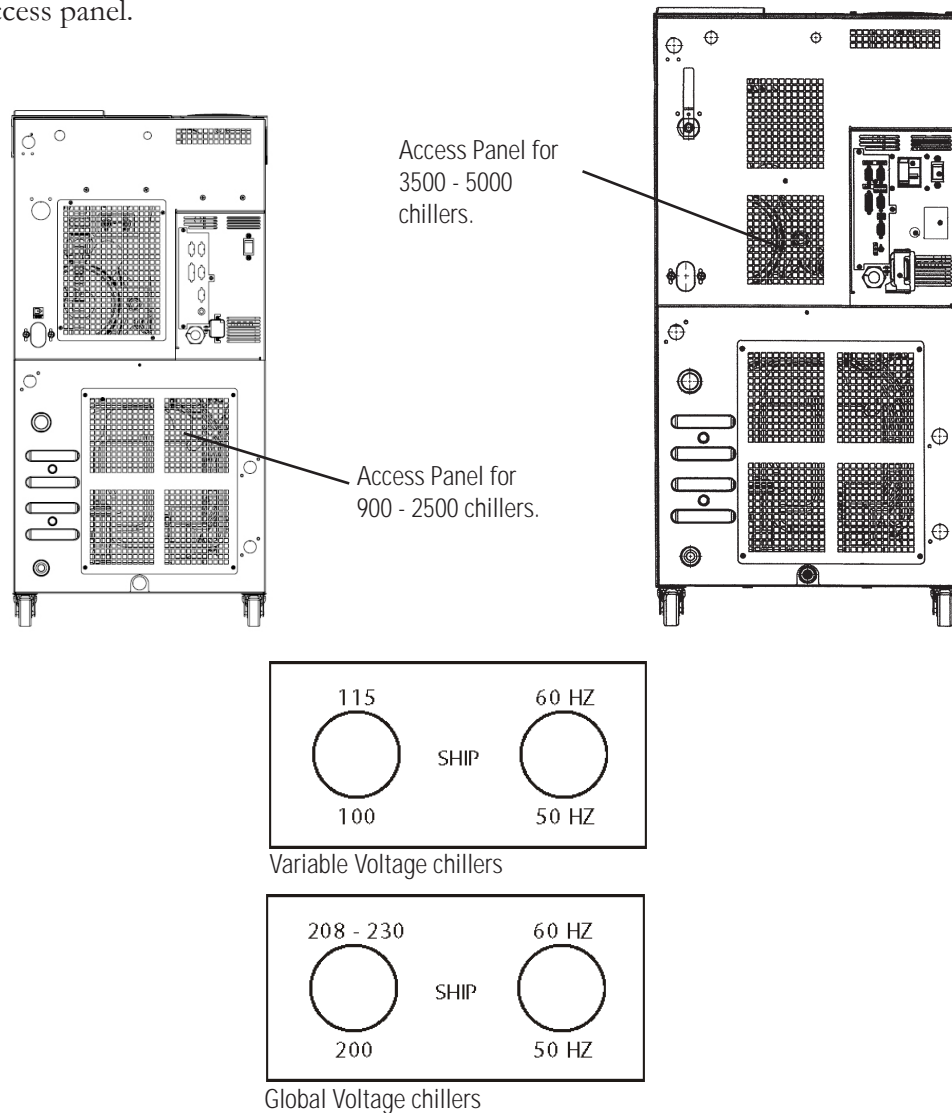 ccess panel.
Access Panel for
3500 - 5000
chillers.
Access Panel for
900 - 2500 chillers.
115
60 HZ
SHIP
100
50 HZ
Variable Voltage chillers
208 - 230
60 HZ
SHIP
200
50 HZ
Global Voltage chillers